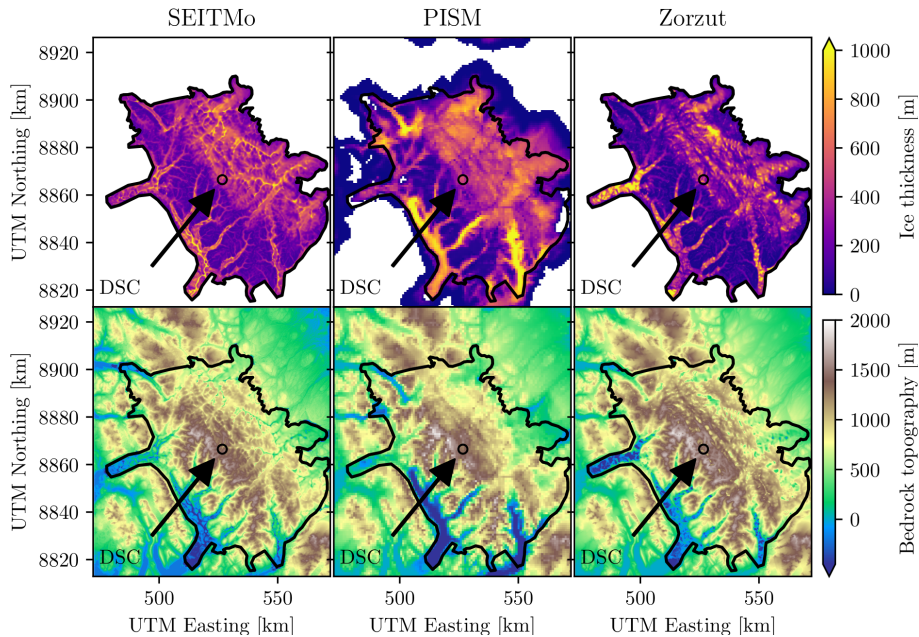 SEITMo PISM Zorzut
8920
8900
8880
8860
8840
8820
UTM Northing [km]
DSC DSC DSC
1000
800
600
400
200
0
Ice thickness [m]
8920
8900
8880
8860
8840
8820
UTM Northing [km]
DSC DSC DSC
2000
1500
1000
500
0
Bedrock topography [m]
500 550 500 550 500 550
UTM Easting [km] UTM Easting [km] UTM Easting [km]